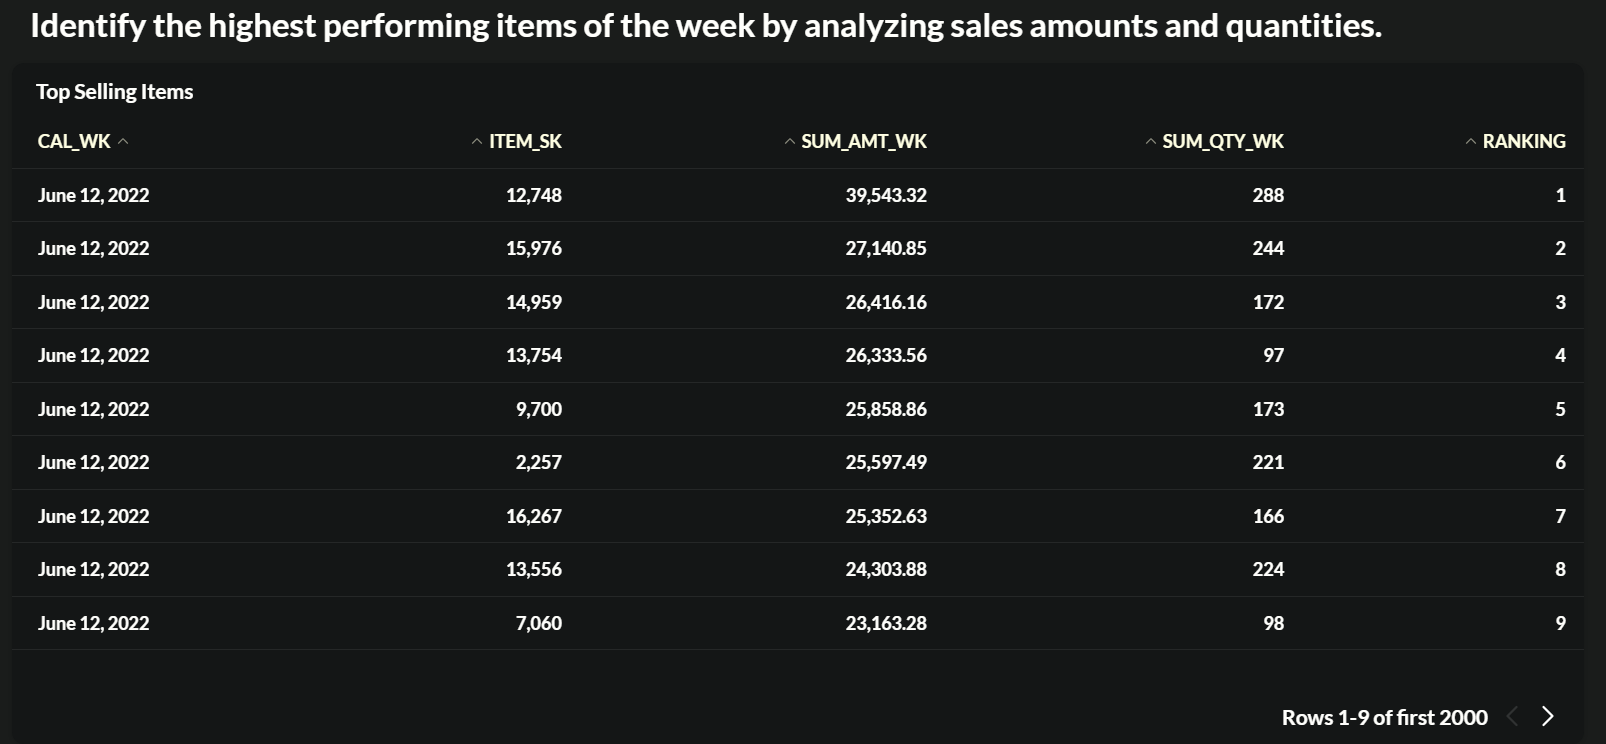 Identify the highest performing items of the week by analyzing sales amounts and quantities.
Top Selling Items
CAL_WK ITEM_SK SUM_AMT_WK SUM_QTY_WK RANKING
June 12, 2022 12,748 39,543.32 288 1
June 12, 2022 15,976 27,140.85 244 2
June 12, 2022 14,959 26,416.16 172 3
June 12, 2022 13,754 26,333.56 97 4
June 12, 2022 9,700 25,858.86 173 5
June 12, 2022 2,257 25,597.49 221 6
June 12, 2022 16,267 25,352.63 166 7
June 12, 2022 13,556 24,303.88 224 8
June 12, 2022 7,060 23,163.28 98 9
Rows 1-9 of first 2000